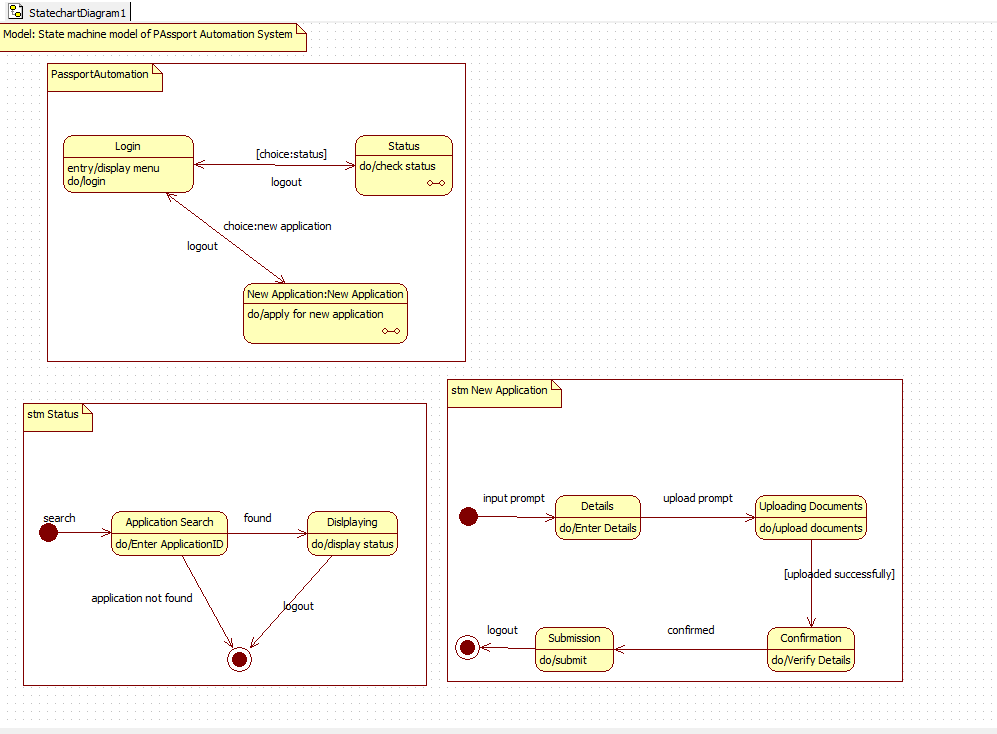 StatechartDiagram1
Model: State machine model of PAssport Automation System
PassportAutomation
Login
entry/display menu
do/login
[choice:status]
logout
Status
do/check status
choice:new application
logout
New Application:New Application
do/apply for new application
stm Status
search
Application Search
do/Enter ApplicationID
found
Dislplaying
do/display status
application not found
logout
stm New Application
input prompt
Details
do/Enter Details
upload prompt
Uploading Documents
do/upload documents
[uploaded successfully]
logout
Submission
do/submit
confirmed
Confirmation
do/Verify Details